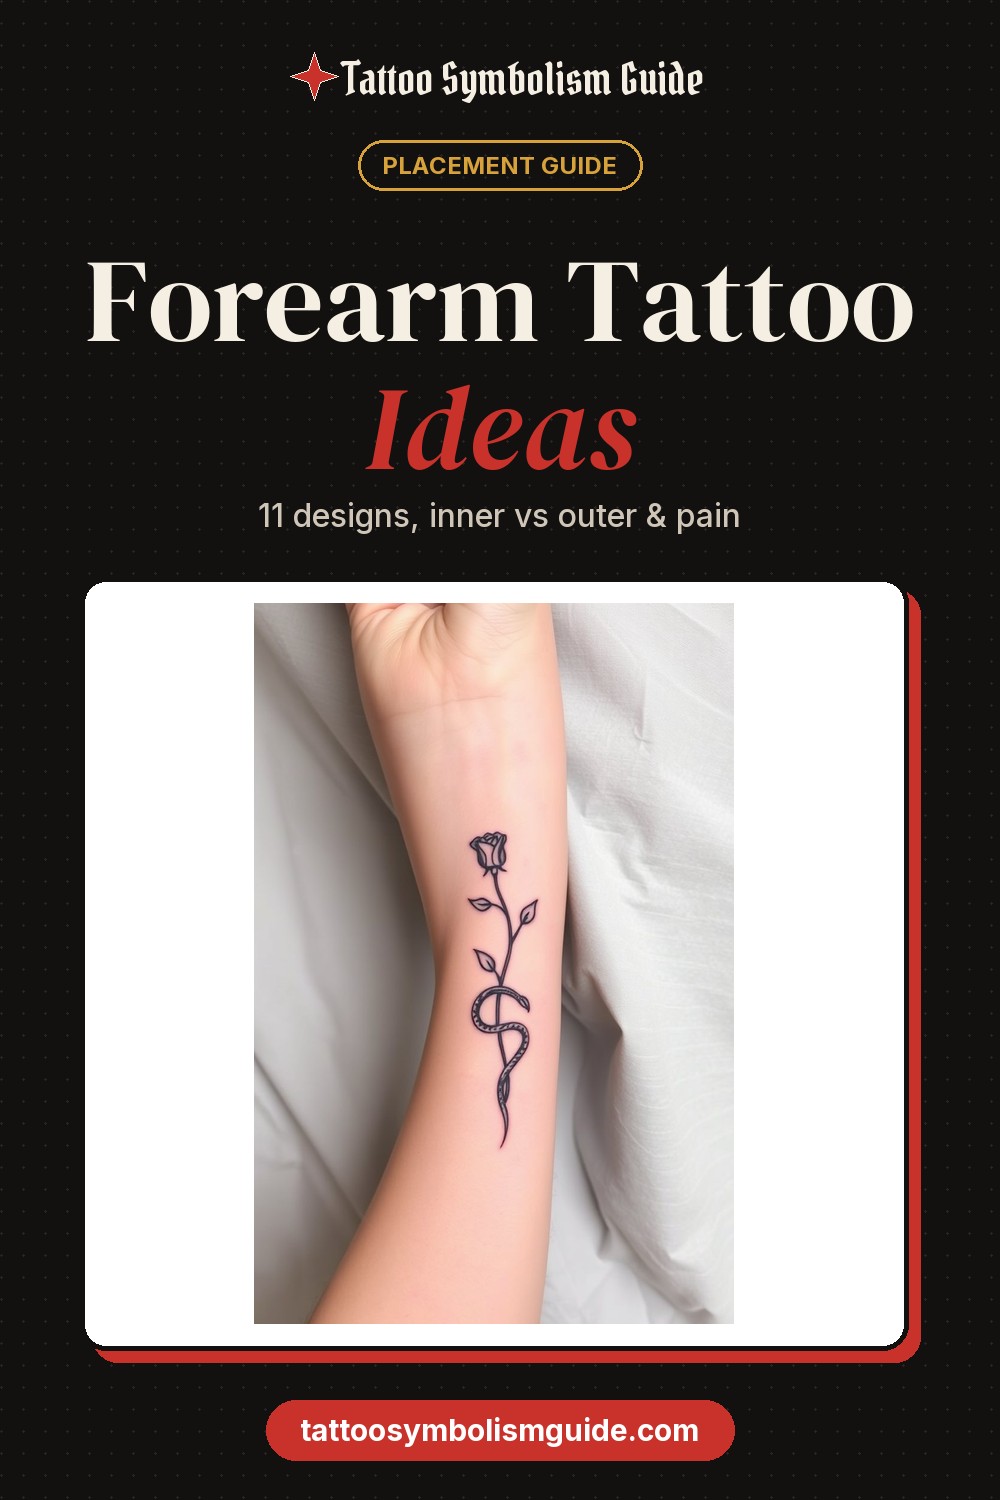 Tattoo Symbolism Guide
PLACEMENT GUIDE
Forearm Tattoo
Ideas
11 designs, inner vs outer & pain
tattoosymbolismguide.com